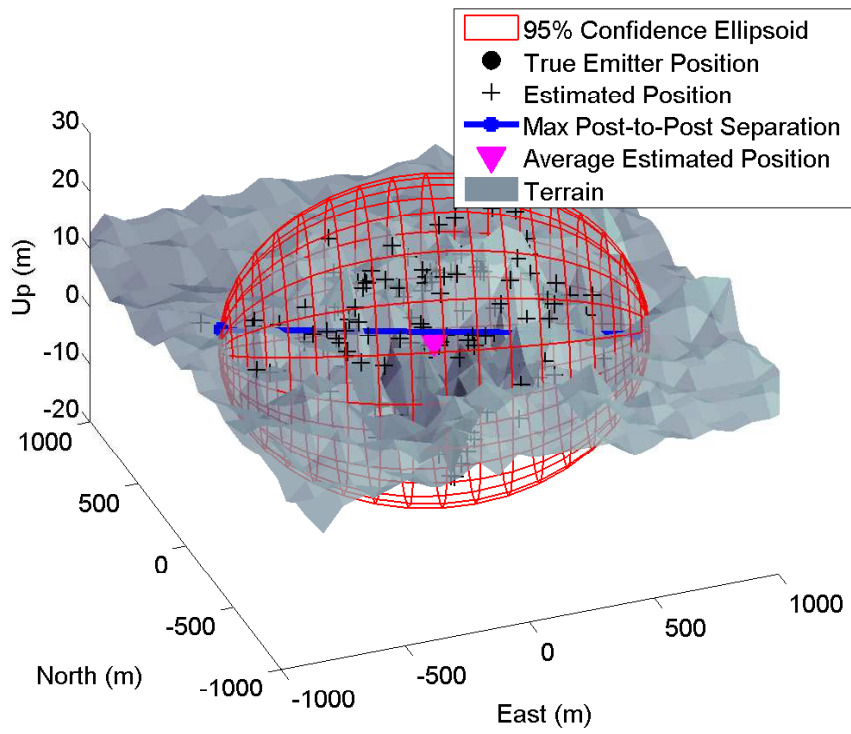 95% Confidence Ellipsoid
True Emitter Position
Estimated Position
Max Post-to-Post Separation
Average Estimated Position
Terrain
30
20
10
0
-10
-20
Up (m)
1000
500
0
-500
-1000
North (m)
-1000
-500
0
500
1000
East (m)